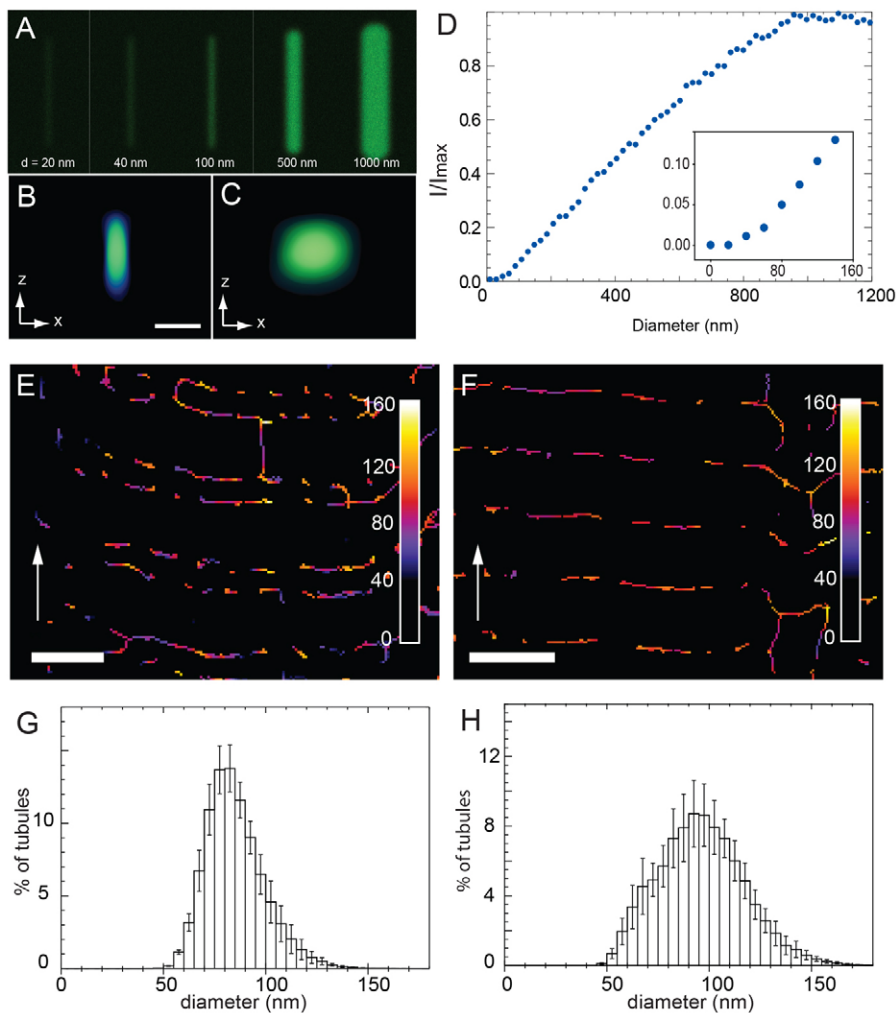 A
d = 20 nm
40 nm
100 nm
500 nm
1000 nm
B
z
x
C
z
x
D
I/Imax
0.8
0.6
0.4
0.2
0.0
0
400
800
1200
Diameter (nm)
0.10
0.05
0.00
0
80
160
E
160
120
80
40
0
F
160
120
80
40
0
G
% of tubules
10
5
0
0
50
100
150
diameter (nm)
H
% of tubules
12
8
4
0
0
50
100
150
diameter (nm)